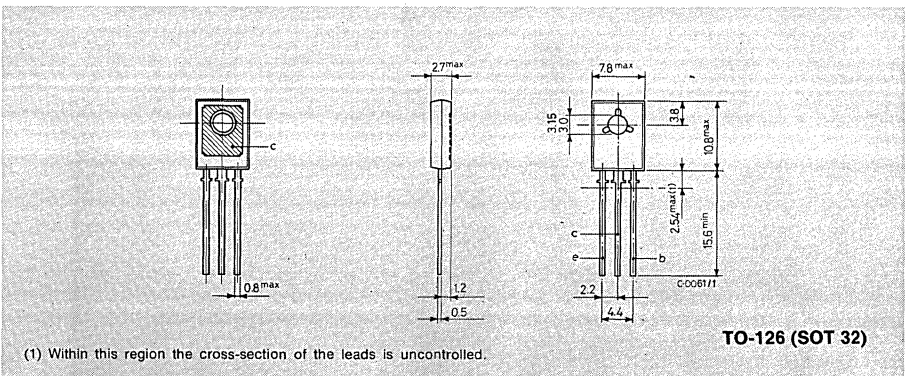 2.7max
7.8max
3.15
3.0
3.8
10.8max
c
2.54max(1)
15.6min
c
e
b
0.8max
1.2
0.5
2.2
4.4
C-0061/1
TO-126 (SOT 32)
(1) Within this region the cross-section of the leads is uncontrolled.